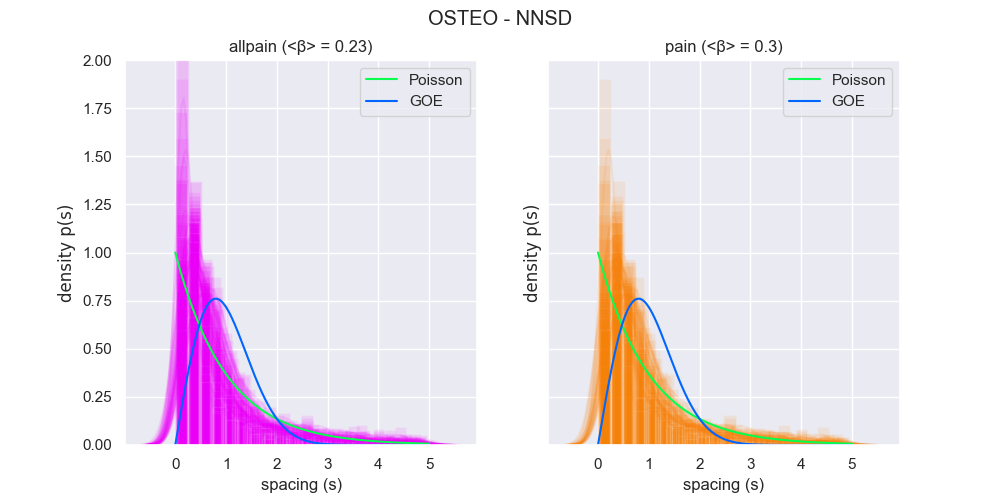 OSTEO - NNSD
allpain (<β> = 0.23)
Poisson
GOE
2.00
1.75
1.50
1.25
1.00
0.75
0.50
0.25
0.00
density p(s)
0 1 2 3 4 5
spacing (s)
pain (<β> = 0.3)
Poisson
GOE
density p(s)
0 1 2 3 4 5
spacing (s)